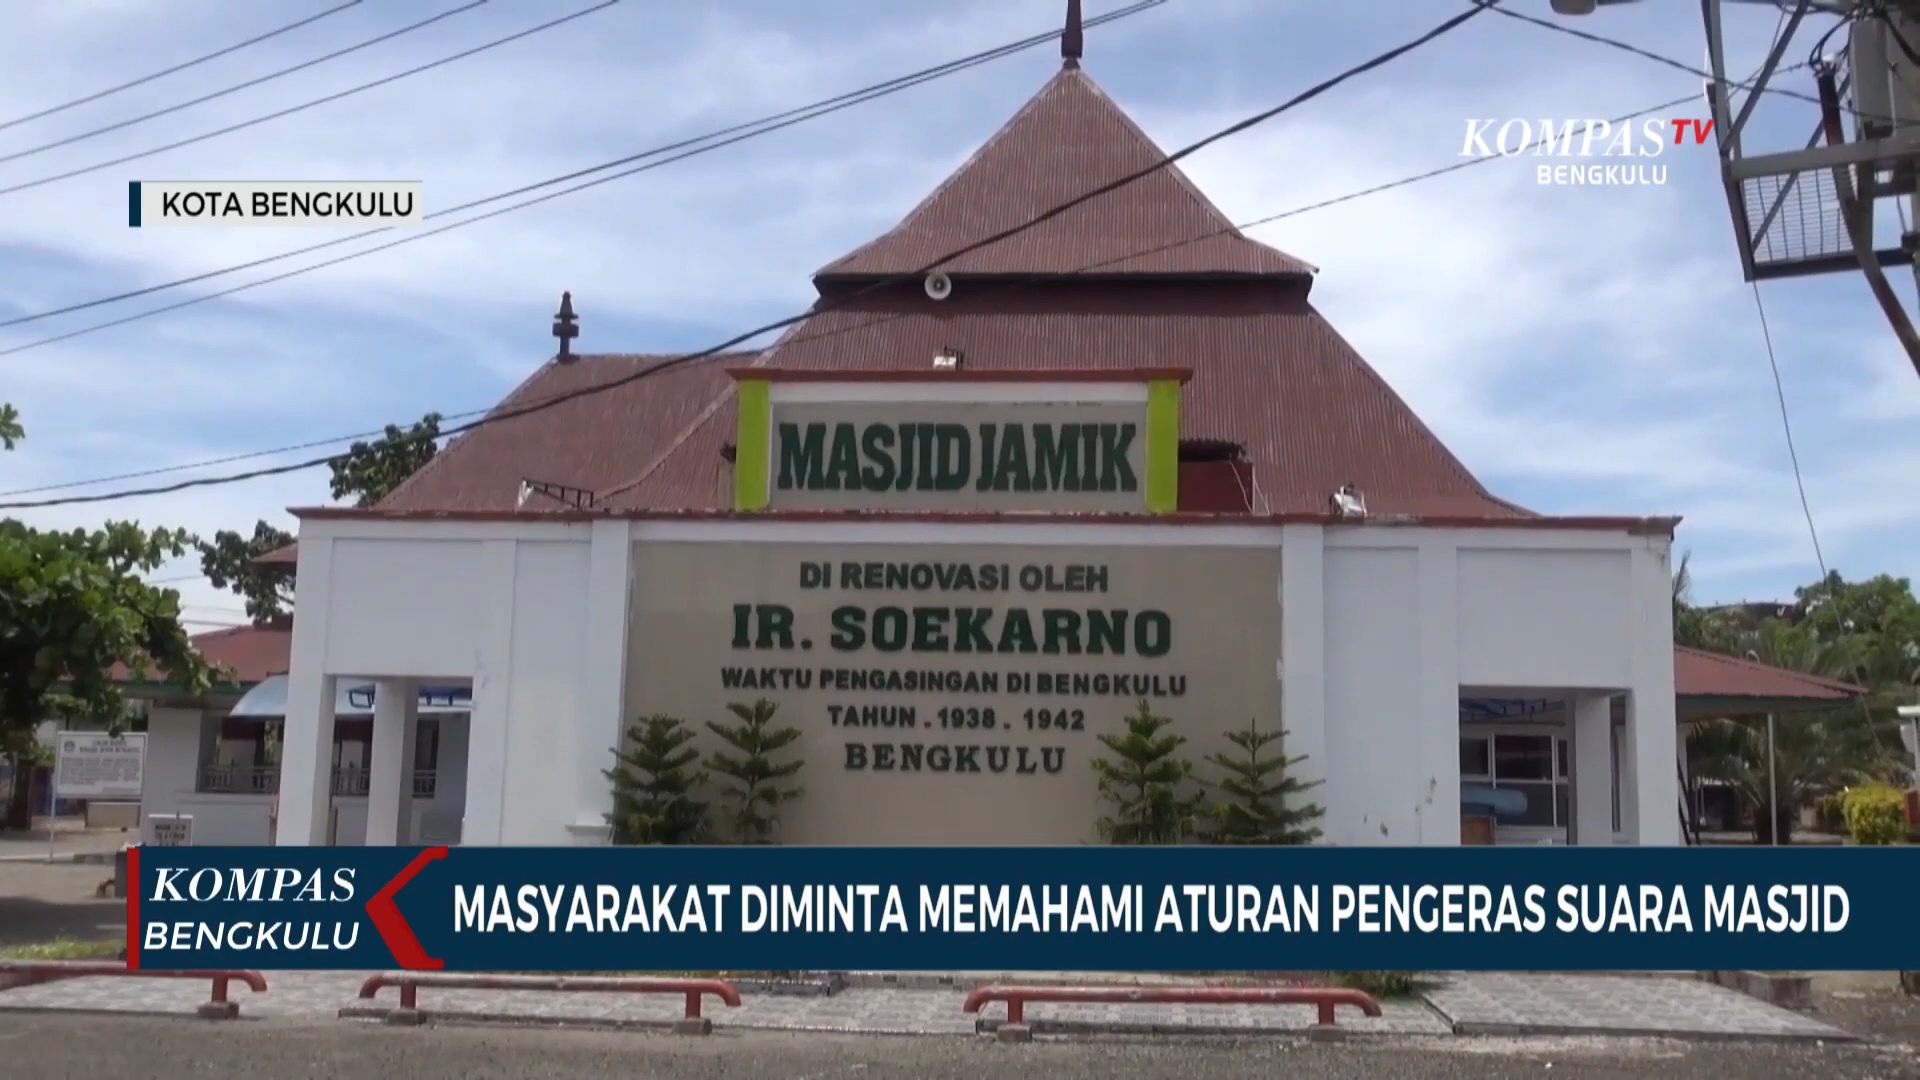 KOMPAS TV
BENGKULU
KOTA BENGKULU
MASJID JAMIK
DI RENOVASI OLEH
IR. SOEKARNO
WAKTU PENGASINGAN DI BENGKULU
TAHUN . 1938 . 1942
BENGKULU
KOMPAS
BENGKULU
MASYARAKAT DIMINTA MEMAHAMI ATURAN PENGERAS SUARA MASJID